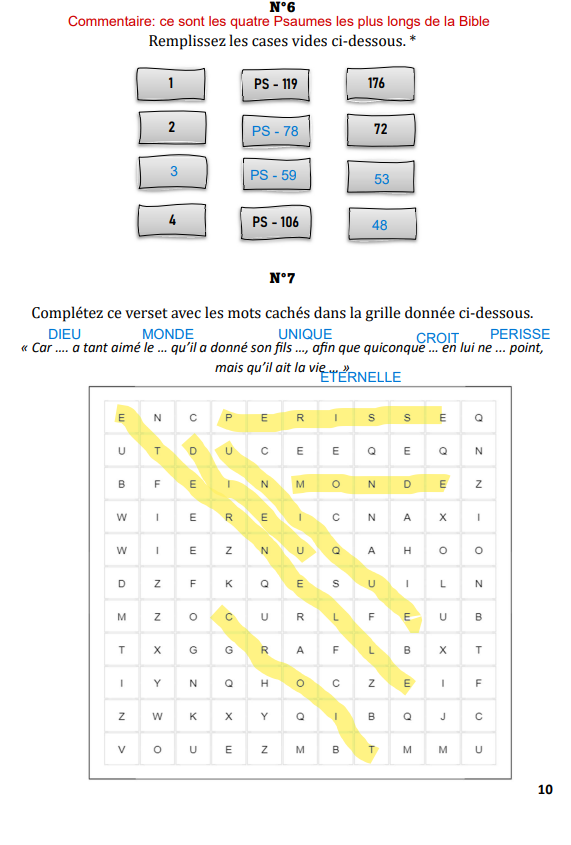 N°6
Commentaire: ce sont les quatre Psaumes les plus longs de la Bible
Remplissez les cases vides ci-dessous. *
1 PS - 119 176
2 PS - 78 72
3 PS - 59 53
4 PS - 106 48
N°7
Complétez ce verset avec les mots cachés dans la grille donnée ci-dessous.
DIEU MONDE UNIQUE CROIT PERISSE
« Car .... a tant aimé le ... qu'il a donné son fils ..., afin que quiconque ... en lui ne ... point,
mais qu'il ait la vie ... »
ETERNELLE
E N C P E R I S S E Q
U T D U C E E Q E Q N
B F E I N M O N D E Z
W I E R E I C N A X I
W I E Z N U Q A H O O
D Z F K Q E S U I L N
M Z O C U R L F E U B
T X G G R A F L B X T
I Y N Q H O C Z E I F
Z W K X Y Q I B Q J C
V O U E Z M B T M M U
10